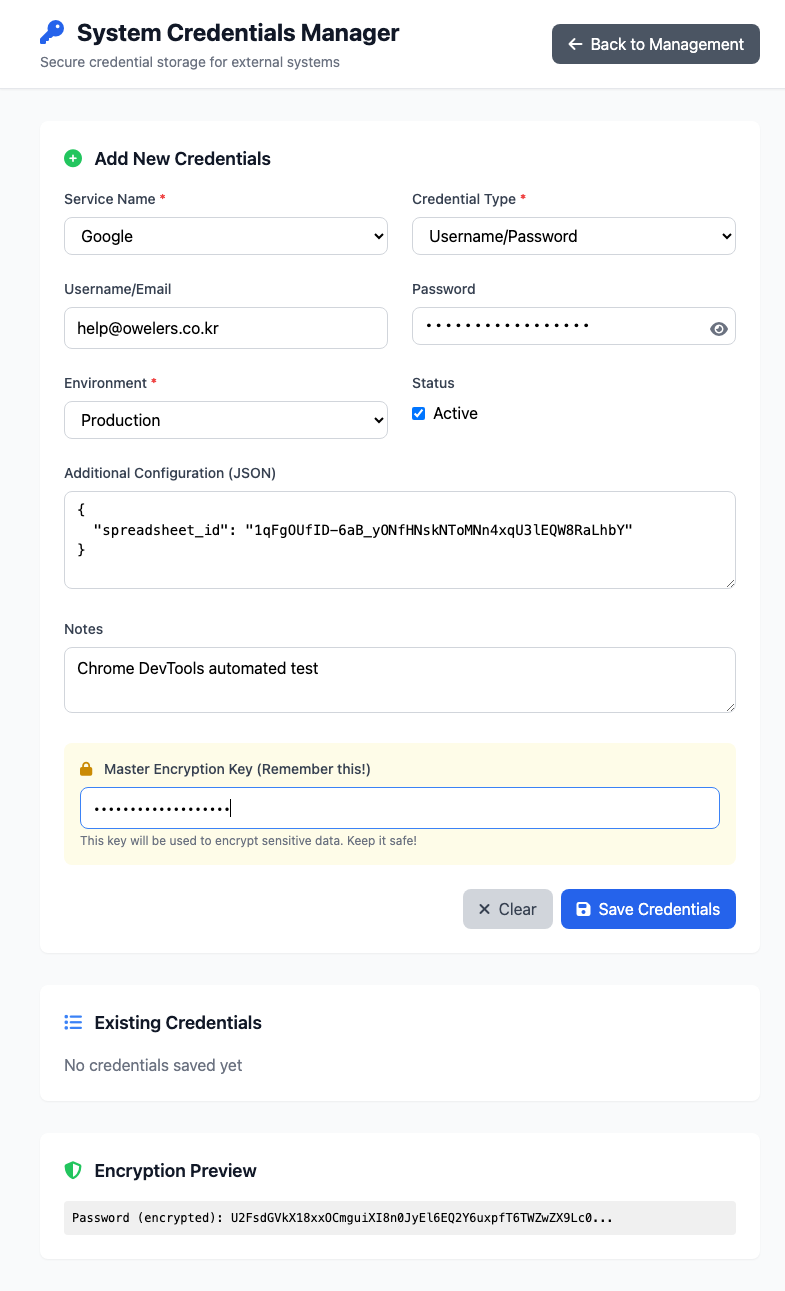 System Credentials Manager
Secure credential storage for external systems
Back to Management
Add New Credentials
Service Name *
Credential Type *
Google
Username/Password
Username/Email
Password
help@owelers.co.kr
•••••••••••••••••
Environment *
Status
Production
Active
Additional Configuration (JSON)
{
  "spreadsheet_id": "1qFgOUfID-6aB_yONfHNskNToMNn4xqU3lEQW8RaLhbY"
}
Notes
Chrome DevTools automated test
Master Encryption Key (Remember this!)
•••••••••••••••••••
This key will be used to encrypt sensitive data. Keep it safe!
Clear
Save Credentials
Existing Credentials
No credentials saved yet
Encryption Preview
Password (encrypted): U2FsdGVkX18xxOCmguiXI8n0JyEl6EQ2Y6uxpfT6TWZwZX9Lc0...